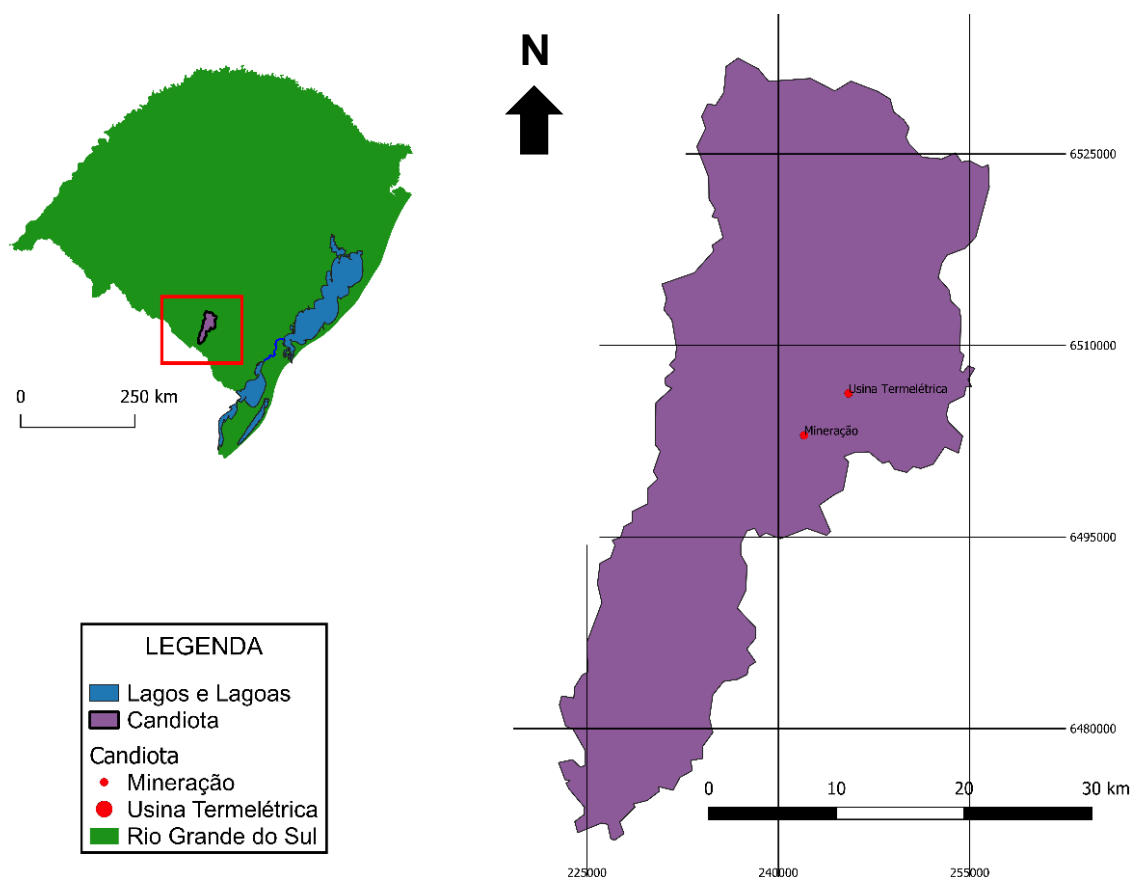 N
0
250 km
6525000
6510000
Usina Termelétrica
Mineração
6495000
6480000
LEGENDA
Lagos e Lagoas
Candiota
Candiota
Mineração
Usina Termelétrica
Rio Grande do Sul
0
10
20
30 km
225000
240000
255000